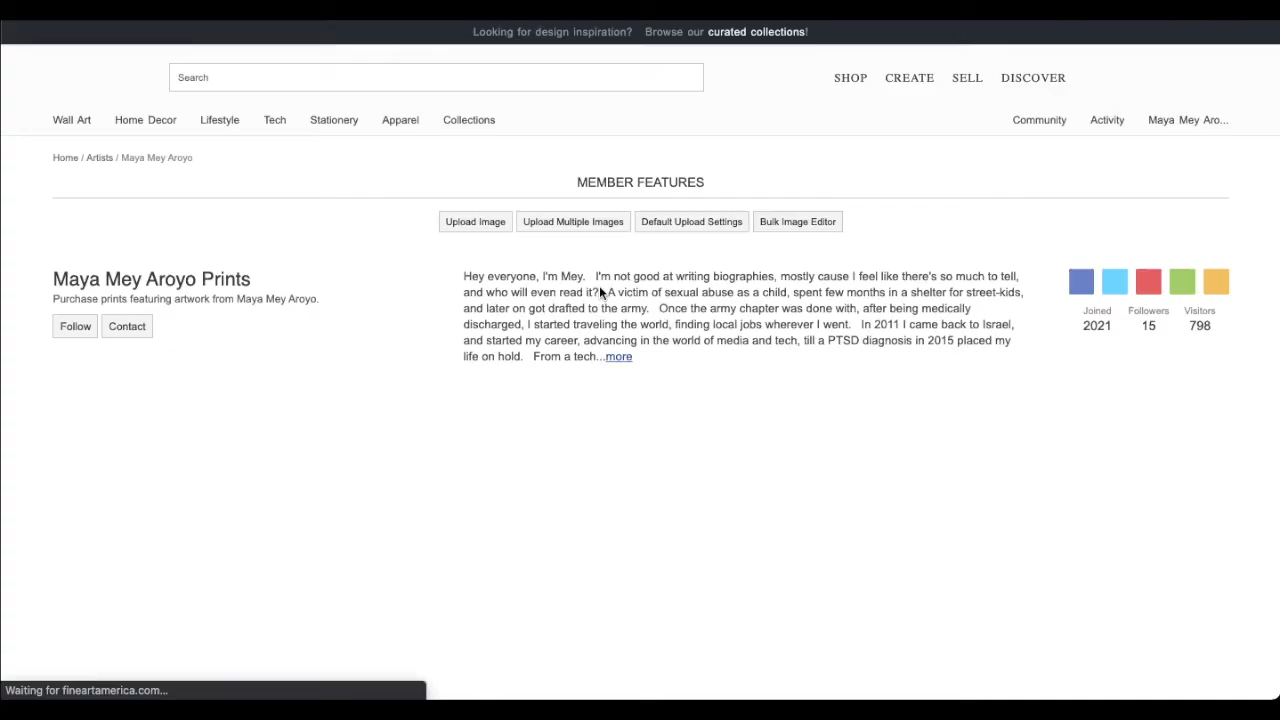 Looking for design inspiration? Browse our curated collections!
Search
SHOP CREATE SELL DISCOVER
Wall Art Home Decor Lifestyle Tech Stationery Apparel Collections Community Activity Maya Mey Aro...
Home / Artists / Maya Mey Aroyo
MEMBER FEATURES
Upload Image Upload Multiple Images Default Upload Settings Bulk Image Editor
Maya Mey Aroyo Prints
Purchase prints featuring artwork from Maya Mey Aroyo.
Follow Contact
Hey everyone, I'm Mey. I'm not good at writing biographies, mostly cause I feel like there's so much to tell,
and who will even read it? A victim of sexual abuse as a child, spent few months in a shelter for street-kids,
and later on got drafted to the army. Once the army chapter was done with, after being medically
discharged, I started traveling the world, finding local jobs wherever I went. In 2011 I came back to Israel,
and started my career, advancing in the world of media and tech, till a PTSD diagnosis in 2015 placed my
life on hold. From a tech...more
Joined Followers Visitors
2021 15 798
Waiting for fineartamerica.com...